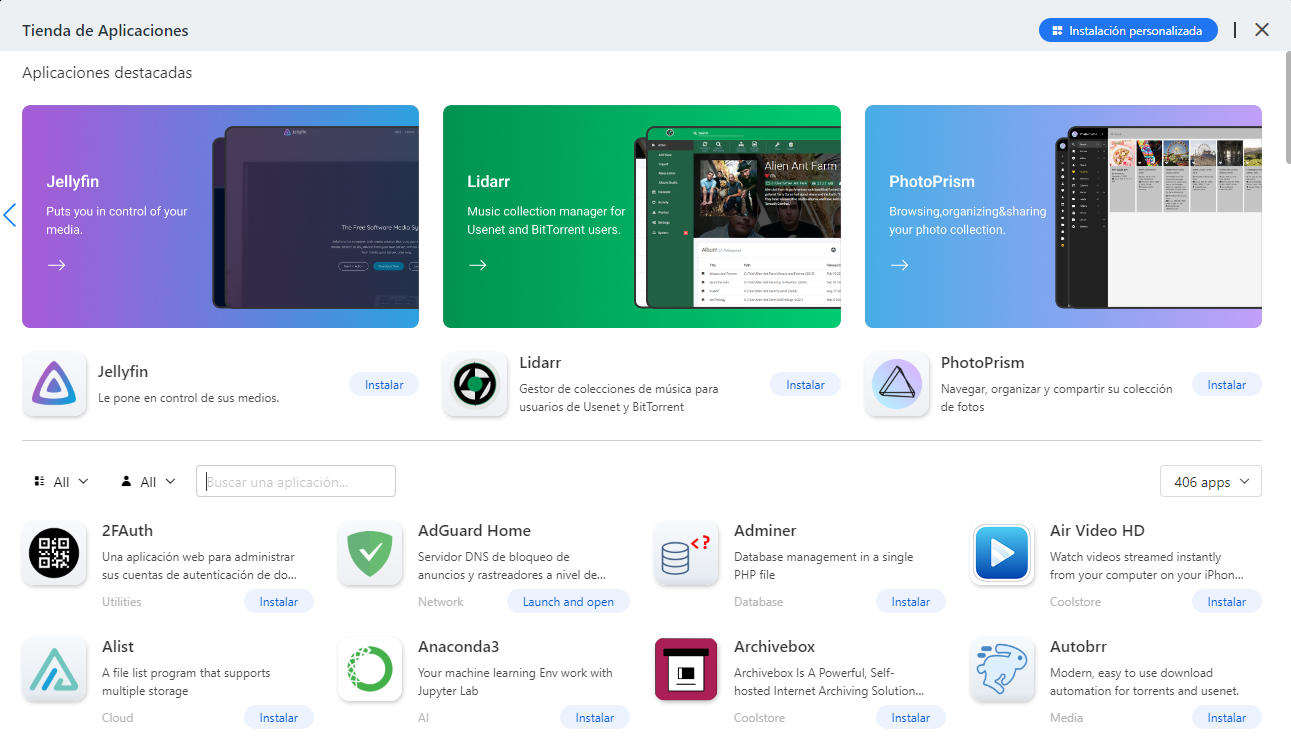 Tienda de Aplicaciones
Instalación personalizada
Aplicaciones destacadas
Jellyfin
Puts you in control of your
media.
Jellyfin
The Free Software Media Sy
Lidarr
Music collection manager for
Usenet and BitTorrent users.
Alien Ant Farm
Album
PhotoPrism
Browsing,organizing&sharing
your photo collection.
Jellyfin
Le pone en control de sus medios.
Instalar
Lidarr
Gestor de colecciones de música para
usuarios de Usenet y BitTorrent
Instalar
PhotoPrism
Navegar, organizar y compartir su colección
de fotos
Instalar
All
All
Buscar una aplicación...
406 apps
2FAuth
Una aplicación web para administrar
sus cuentas de autenticación de do...
Utilities
Instalar
AdGuard Home
Servidor DNS de bloqueo de
anuncios y rastreadores a nivel de...
Network
Launch and open
<?
Adminer
Database management in a single
PHP file
Database
Instalar
Air Video HD
Watch videos streamed instantly
from your computer on your iPhon...
Coolstore
Instalar
Alist
A file list program that supports
multiple storage
Cloud
Instalar
Anaconda3
Your machine learning Env work with
Jupyter Lab
AI
Instalar
Archivebox
Archivebox Is A Powerful, Self-
hosted Internet Archiving Solution...
Coolstore
Instalar
Autobrr
Modern, easy to use download
automation for torrents and usenet.
Media
Instalar